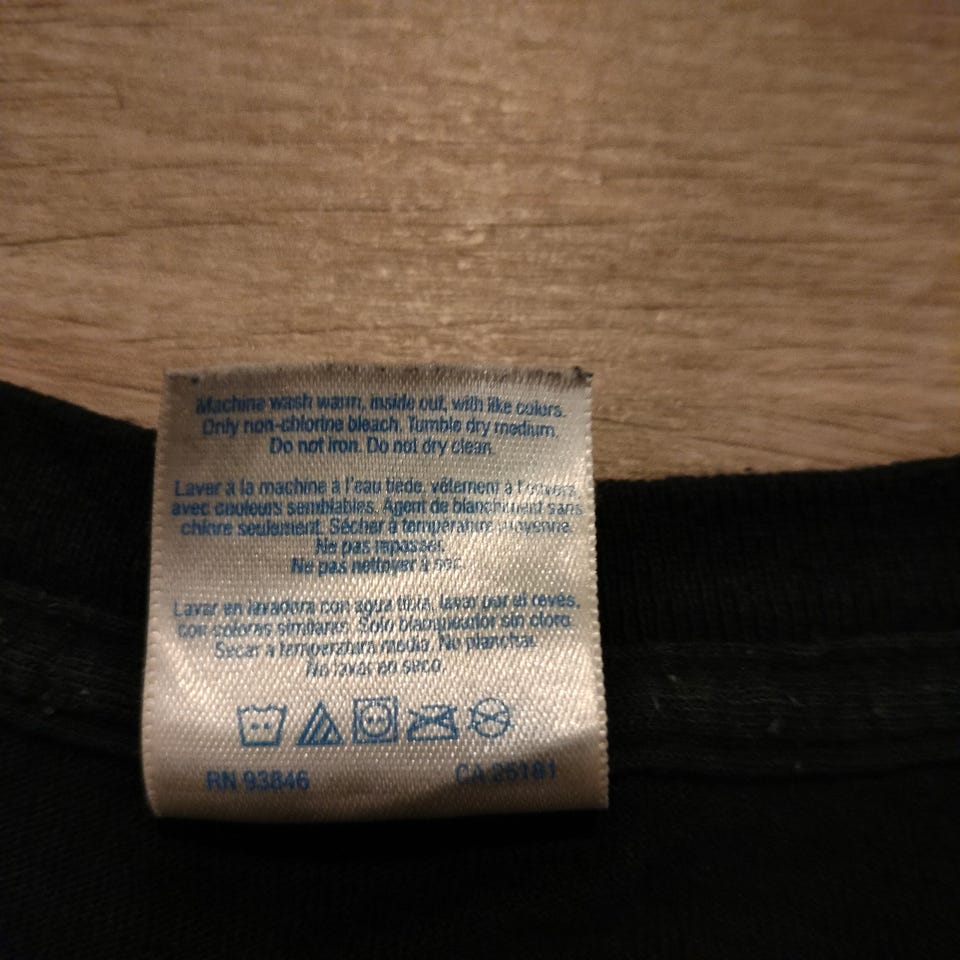 Machine wash warm, inside out, with like colors.
Only non-chlorine bleach. Tumble dry medium.
Do not iron. Do not dry clean.
Laver à la machine à l'eau tiède, vêtement à l'envers,
avec couleurs semblables. Agent de blanchiment sans
chlore seulement. Sécher à température moyenne.
Ne pas repasser.
Ne pas nettoyer à sec.
Lavar en lavadora con agua tibia, lavar por el revés,
con colores similares. Solo blanqueador sin cloro.
Secar a temperatura media. No planchar.
No lavar en seco.
RN 93846
CA 25181